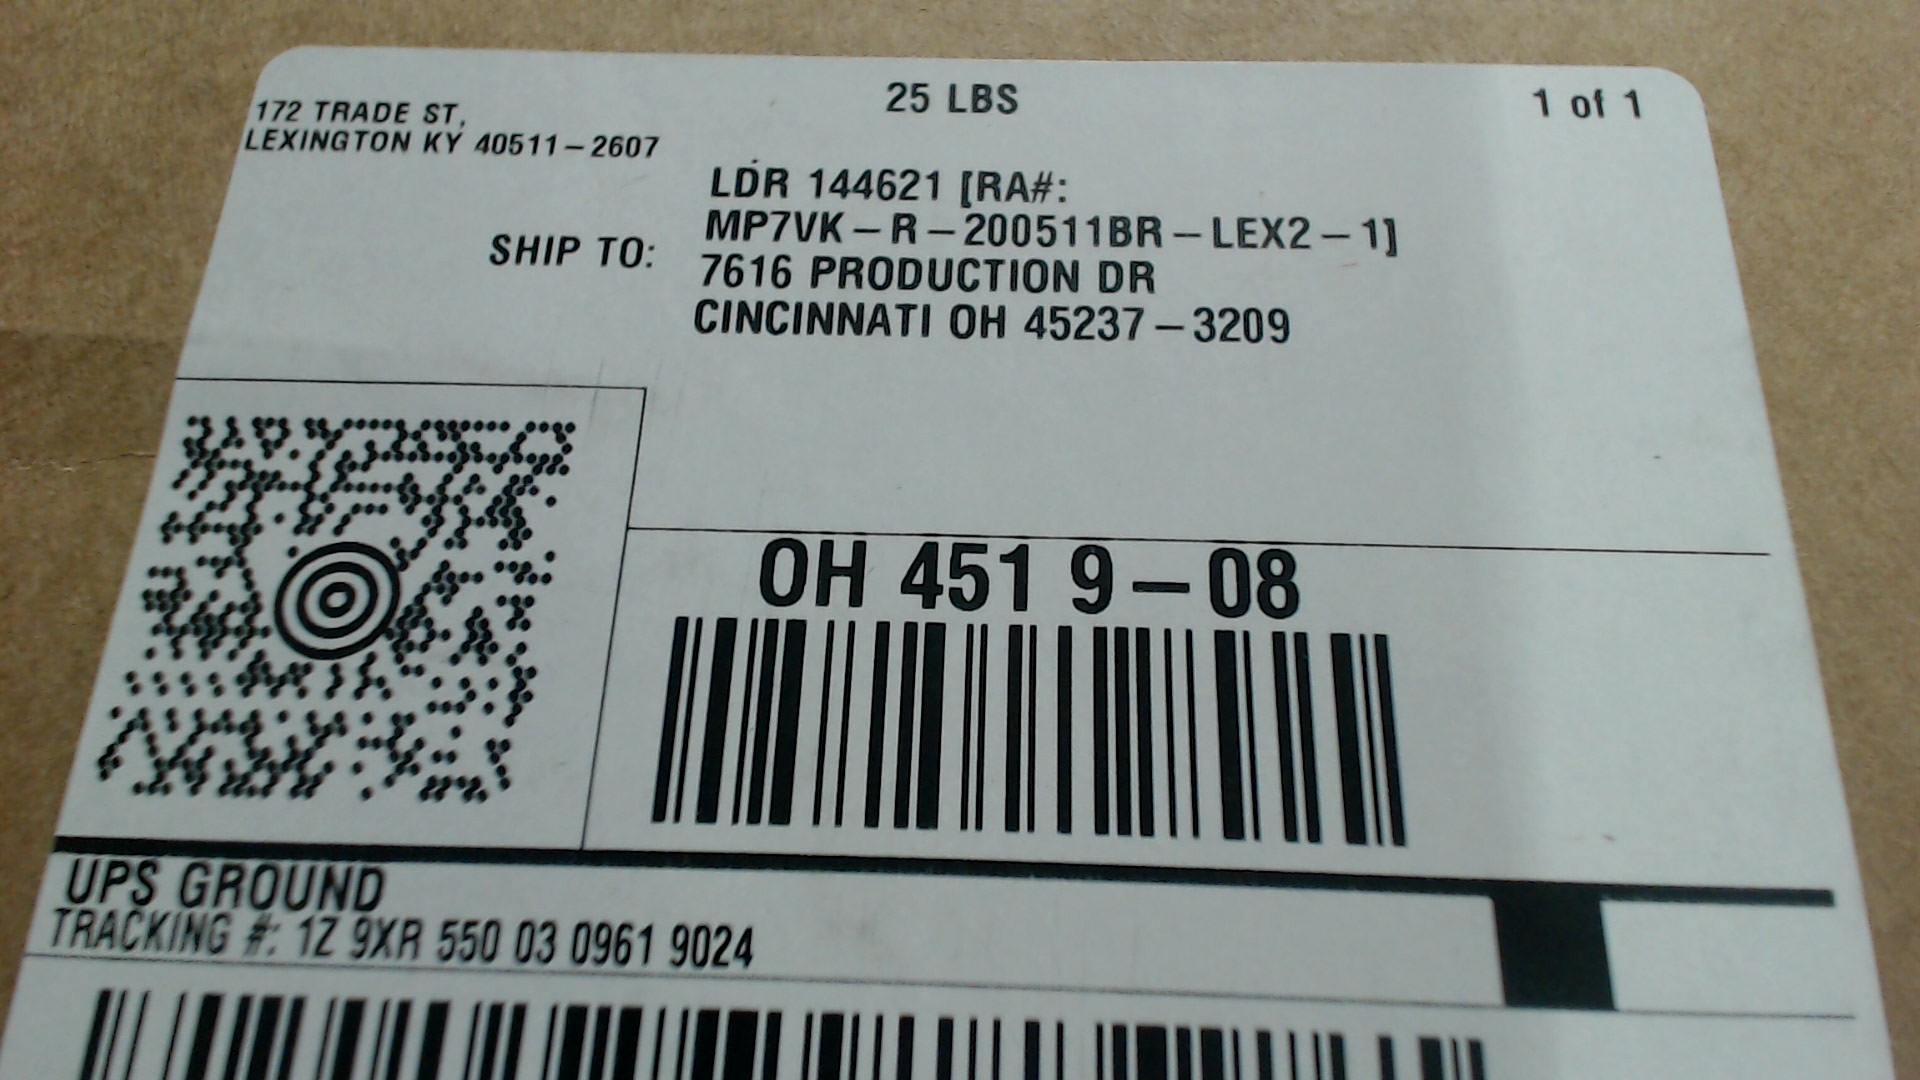 172 TRADE ST,
LEXINGTON KY 40511-2607
25 LBS
1 of 1
SHIP TO:
LDR 144621 [RA#:
MP7VK-R-200511BR-LEX2-1]
7616 PRODUCTION DR
CINCINNATI OH 45237-3209
OH 451 9-08
UPS GROUND
TRACKING #: 1Z 9XR 550 03 0961 9024